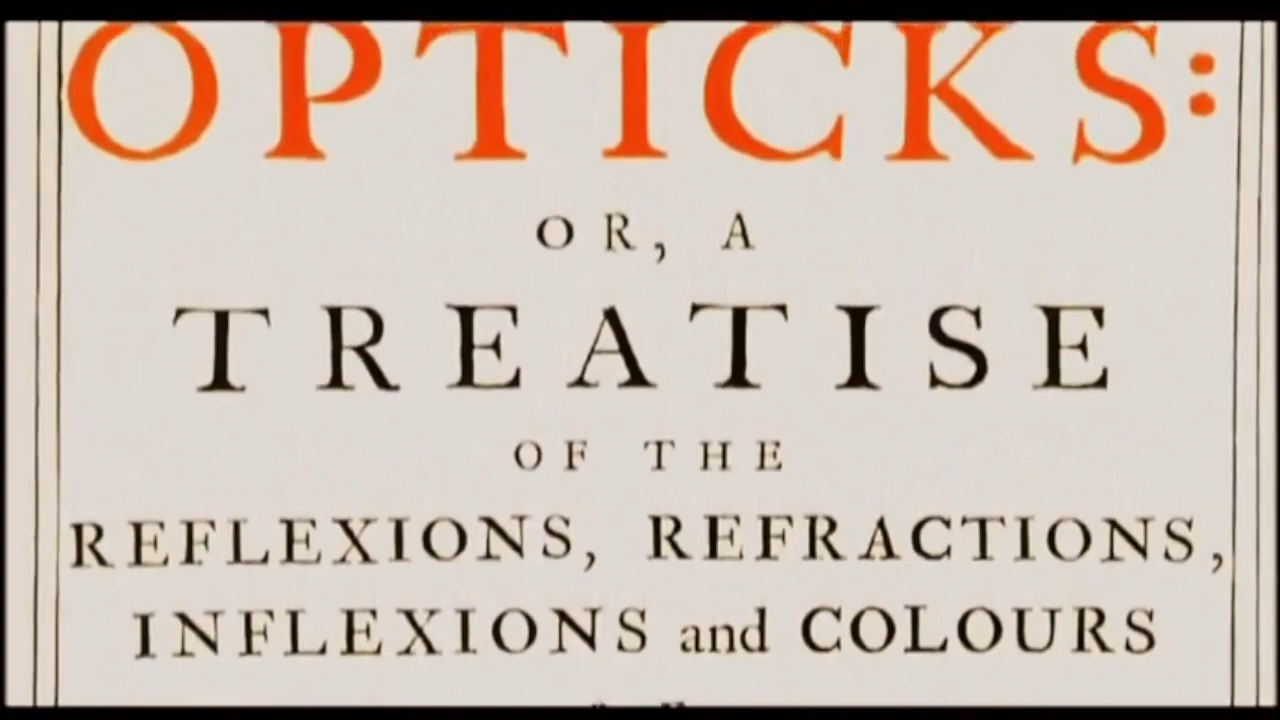 OPTICKS:
OR, A
TREATISE
OF THE
REFLEXIONS, REFRACTIONS,
INFLEXIONS and COLOURS